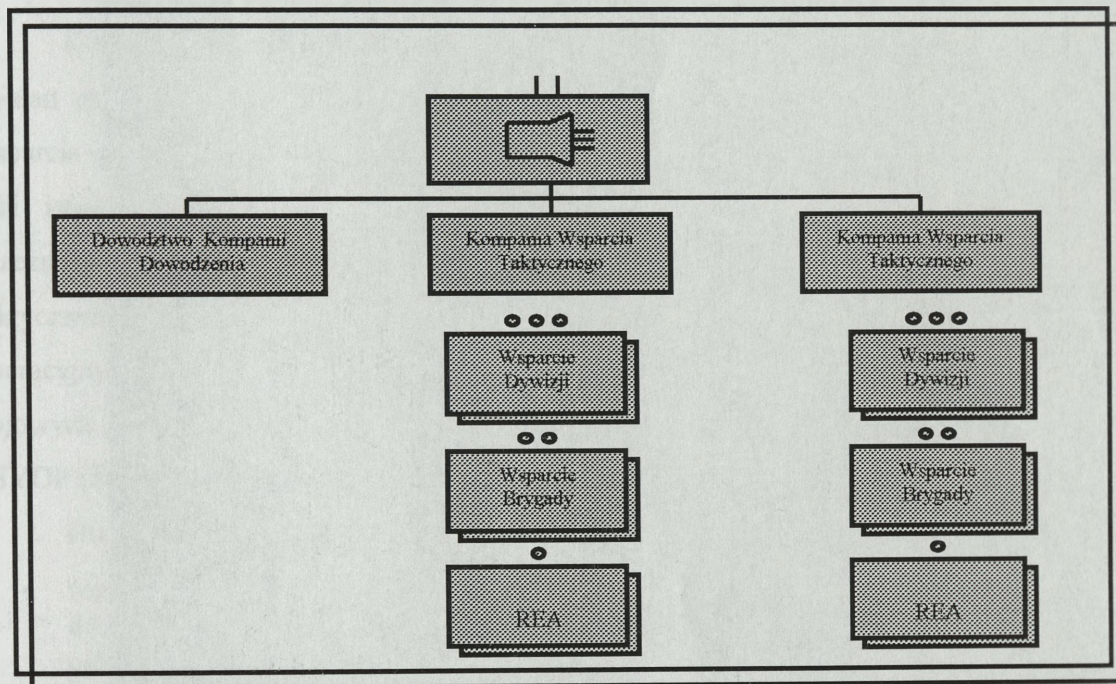 Dowództwo Kompanii
Dowodzenia
Kompania Wsparcia
Taktycznego
Kompania Wsparcia
Taktycznego
Wsparcie
Dywizji
Wsparcie
Brygady
REA
Wsparcie
Dywizji
Wsparcie
Brygady
REA